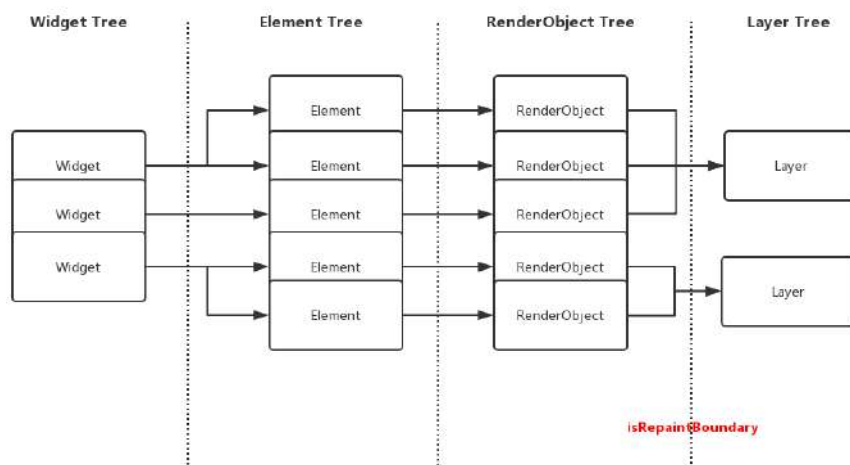 Widget Tree
Element Tree
RenderObject Tree
Layer Tree
Element
RenderObject
Widget
Element
RenderObject
Layer
Widget
Element
RenderObject
Widget
Element
RenderObject
Layer
Element
RenderObject
isRepaintBoundary